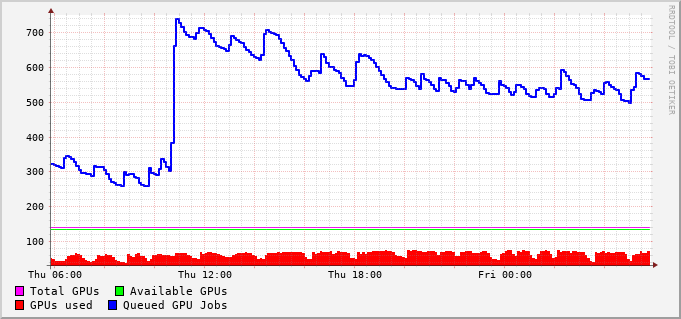 700
600
500
400
300
200
100
Thu 06:00 Thu 12:00 Thu 18:00 Fri 00:00
Total GPUs Available GPUs
GPUs used Queued GPU Jobs
RRDTOOL / TOBI OETIKER